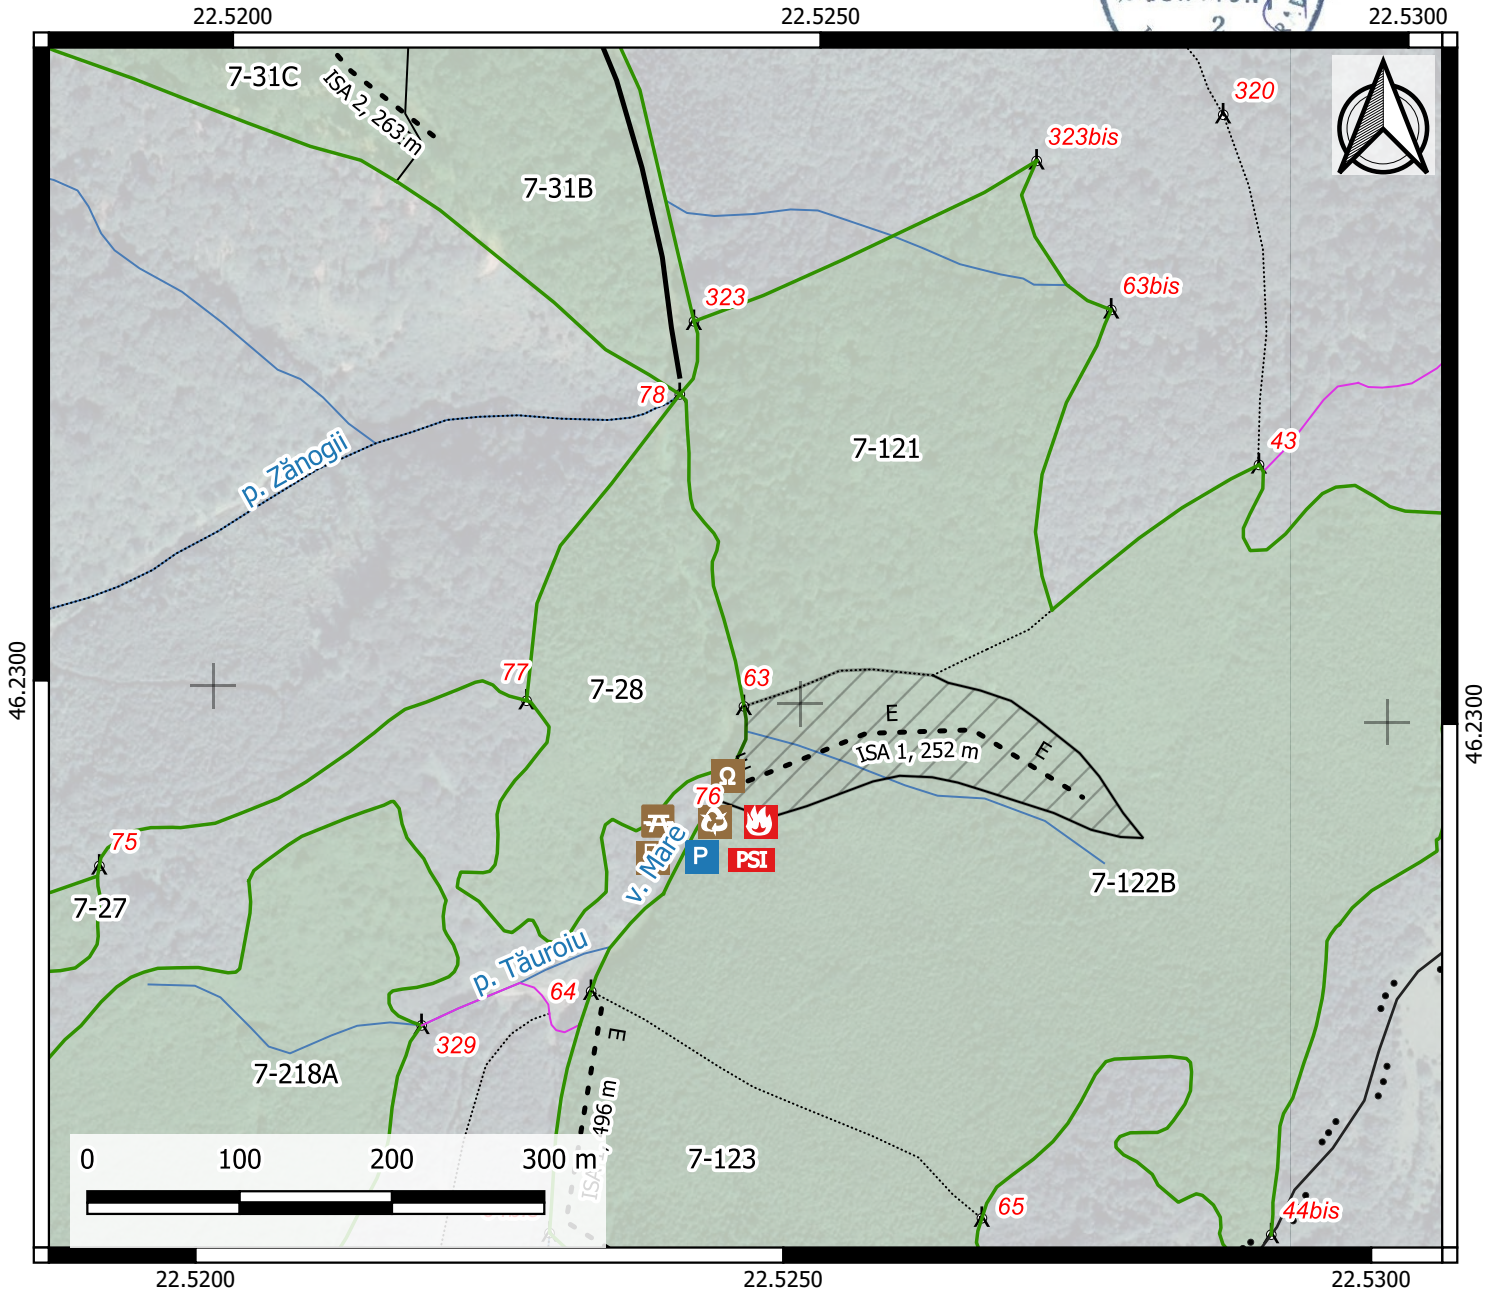 22.5200
22.5250
22.5300
2
7-31C
ISA 2, 263 m
7-31B
320
323bis
323
63bis
78
7-121
43
p. Zănogii
46.2300
77
7-28
63
E
ISA 1, 252 m
E
46.2300
Ω
76
75
P
PSI
v. Mare
7-122B
7-27
p. Tăuroiu
64
329
E
7-218A
496 m
7-123
0
100
200
300 m
ISA
65
44bis
22.5200
22.5250
22.5300